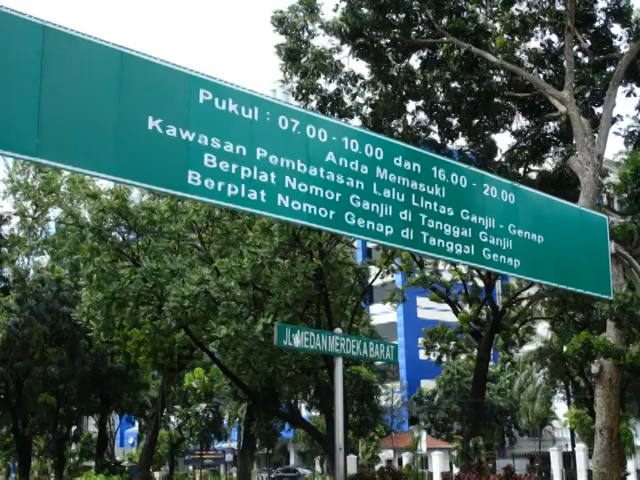 Pukul : 07.00 - 10.00 dan 16.00 - 20.00
Anda Memasuki
Kawasan Pembatasan Lalu Lintas Ganjil - Genap
Berplat Nomor Ganjil di Tanggal Ganjil
Berplat Nomor Genap di Tanggal Genap
JL. MEDAN MERDEKA BARAT